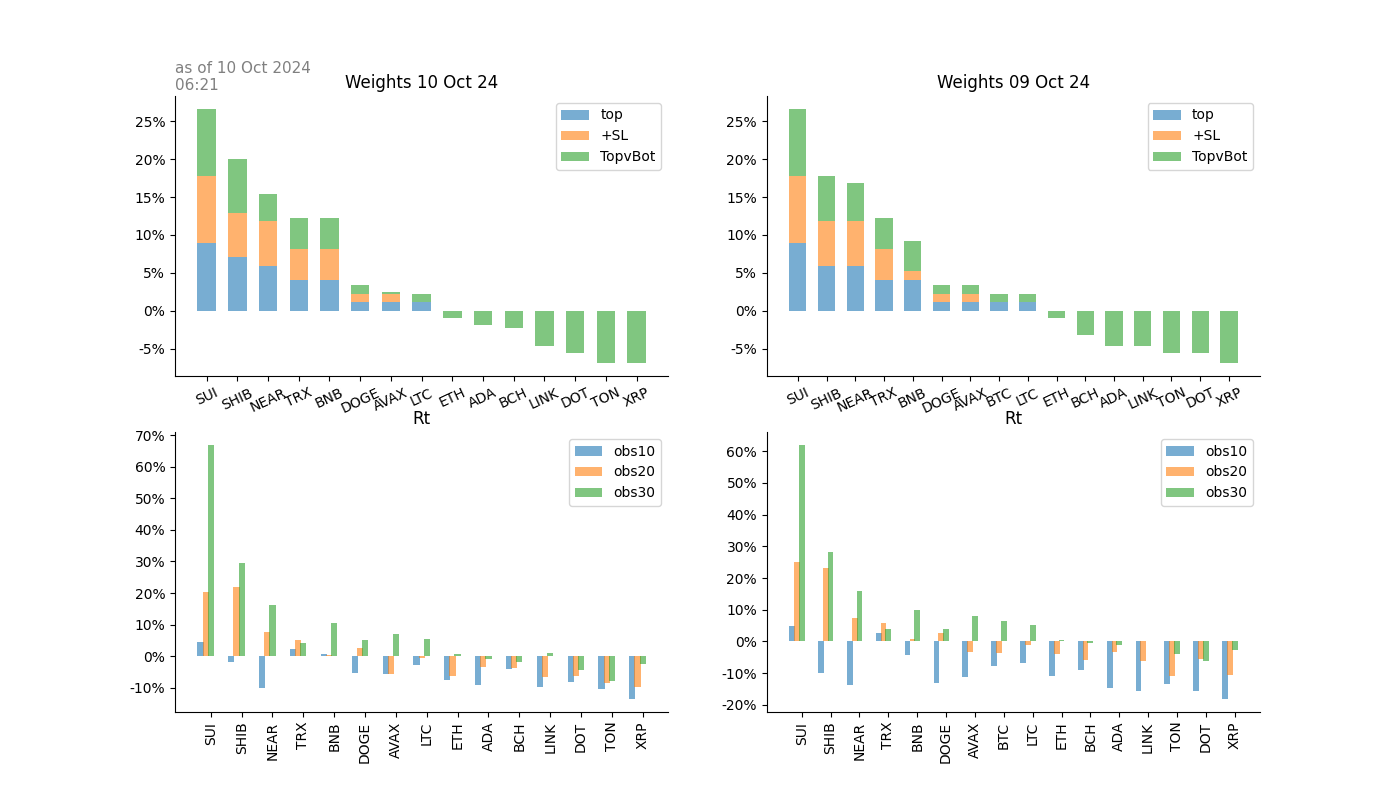 as of 10 Oct 2024
06:21
Weights 10 Oct 24
25%
20%
15%
10%
5%
0%
-5%
top
+SL
TopvBot
SUI
SHIB
NEAR
TRX
BNB
DOGE
AVAX
LTC
ETH
ADA
BCH
LINK
DOT
TON
XRP
Weights 09 Oct 24
25%
20%
15%
10%
5%
0%
-5%
top
+SL
TopvBot
SUI
SHIB
NEAR
TRX
BNB
DOGE
AVAX
BTC
LTC
ETH
BCH
ADA
LINK
TON
DOT
XRP
Rt
70%
60%
50%
40%
30%
20%
10%
0%
-10%
obs10
obs20
obs30
SUI
SHIB
NEAR
TRX
BNB
DOGE
AVAX
LTC
ETH
ADA
BCH
LINK
DOT
TON
XRP
Rt
60%
50%
40%
30%
20%
10%
0%
-10%
-20%
obs10
obs20
obs30
SUI
SHIB
NEAR
TRX
BNB
DOGE
AVAX
BTC
LTC
ETH
BCH
ADA
LINK
TON
DOT
XRP